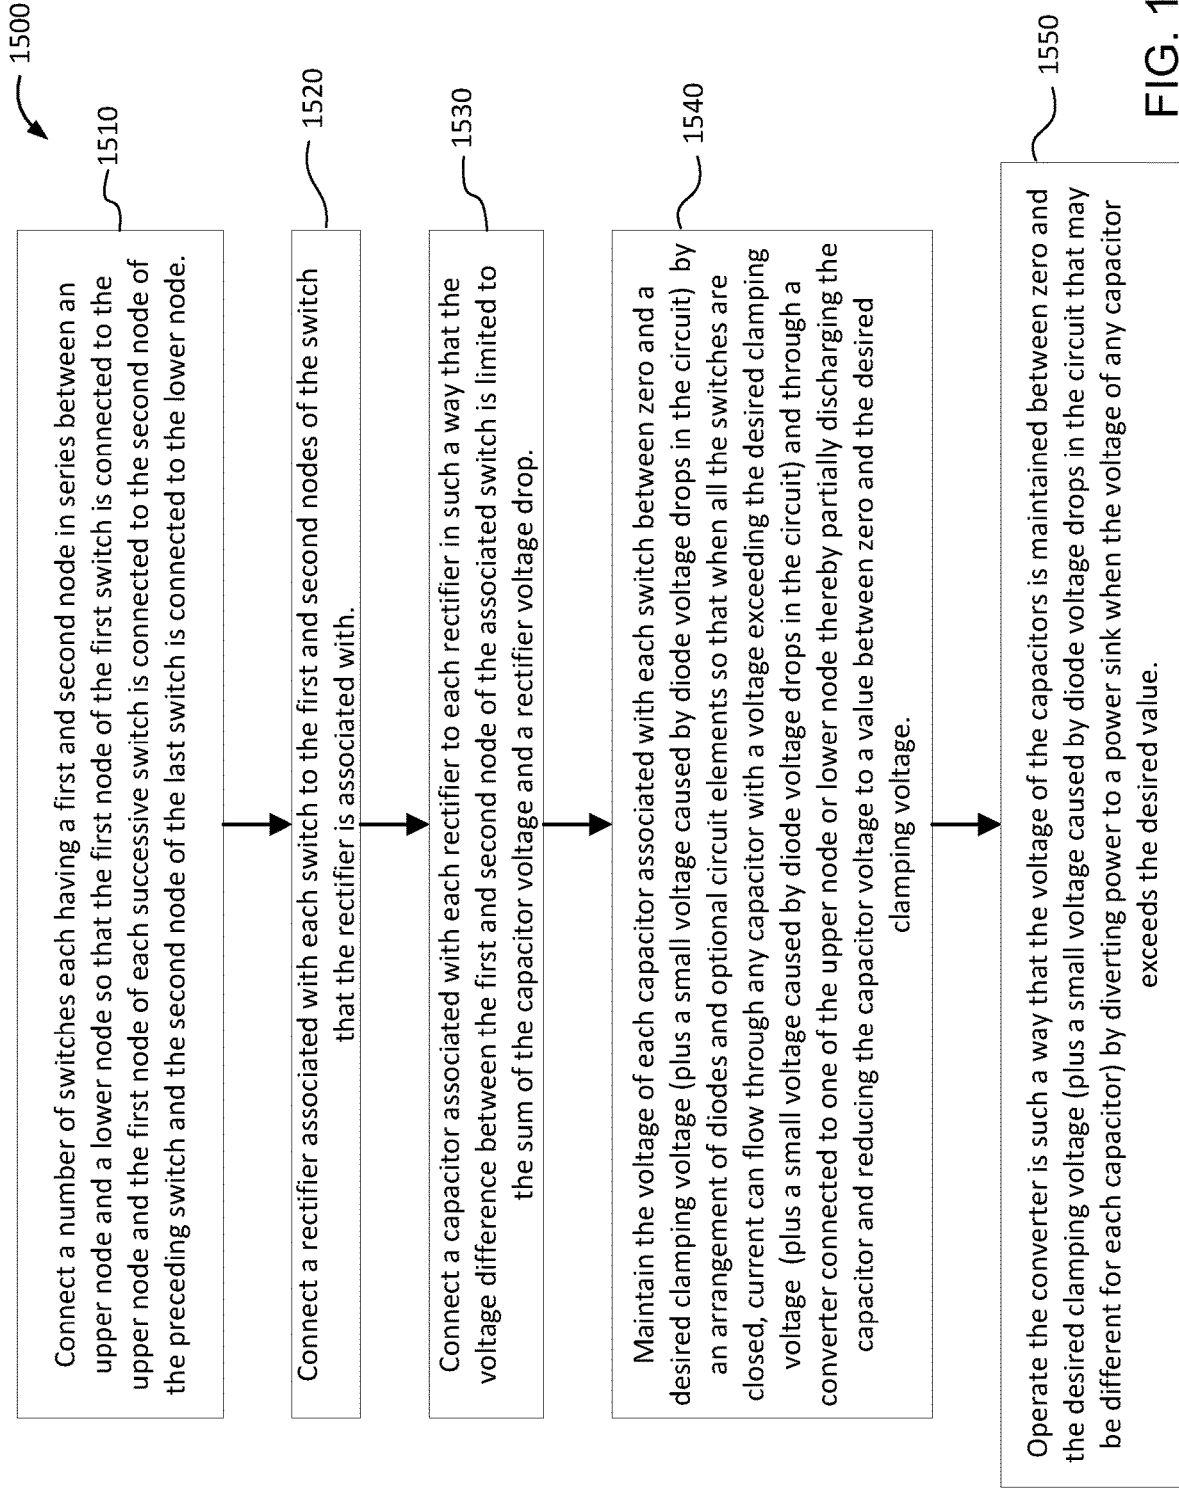 1500
1510
Connect a number of switches each having a first and second node in series between an
upper node and a lower node so that the first node of the first switch is connected to the
upper node and the first node of each successive switch is connected to the second node of
the preceding switch and the second node of the last switch is connected to the lower node.
1520
Connect a rectifier associated with each switch to the first and second nodes of the switch
that the rectifier is associated with.
1530
Connect a capacitor associated with each rectifier to each rectifier in such a way that the
voltage difference between the first and second node of the associated switch is limited to
the sum of the capacitor voltage and a rectifier voltage drop.
1540
Maintain the voltage of each capacitor associated with each switch between zero and a
desired clamping voltage (plus a small voltage caused by diode voltage drops in the circuit) by
an arrangement of diodes and optional circuit elements so that when all the switches are
closed, current can flow through any capacitor with a voltage exceeding the desired clamping
voltage (plus a small voltage caused by diode voltage drops in the circuit) and through a
converter connected to one of the upper node or lower node thereby partially discharging the
capacitor and reducing the capacitor voltage to a value between zero and the desired
clamping voltage.
1550
Operate the converter is such a way that the voltage of the capacitors is maintained between zero and
the desired clamping voltage (plus a small voltage caused by diode voltage drops in the circuit that may
be different for each capacitor) by diverting power to a power sink when the voltage of any capacitor
exceeds the desired value.
FIG. 1